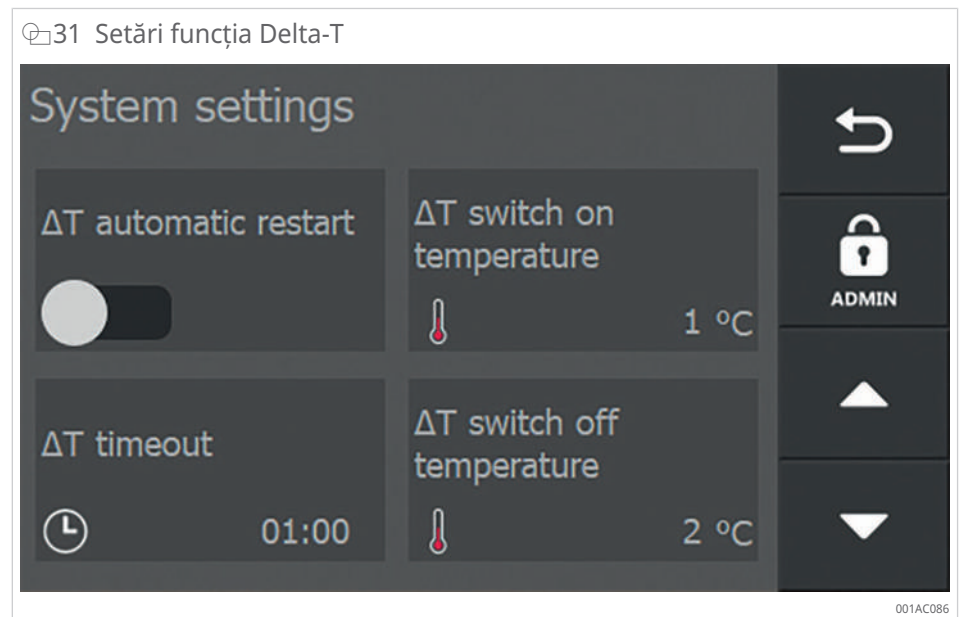 31 Setări funcția Delta-T
System settings
ΔT automatic restart
ΔT switch on
temperature
1 °C
ADMIN
ΔT timeout
01:00
ΔT switch off
temperature
2 °C
001AC086